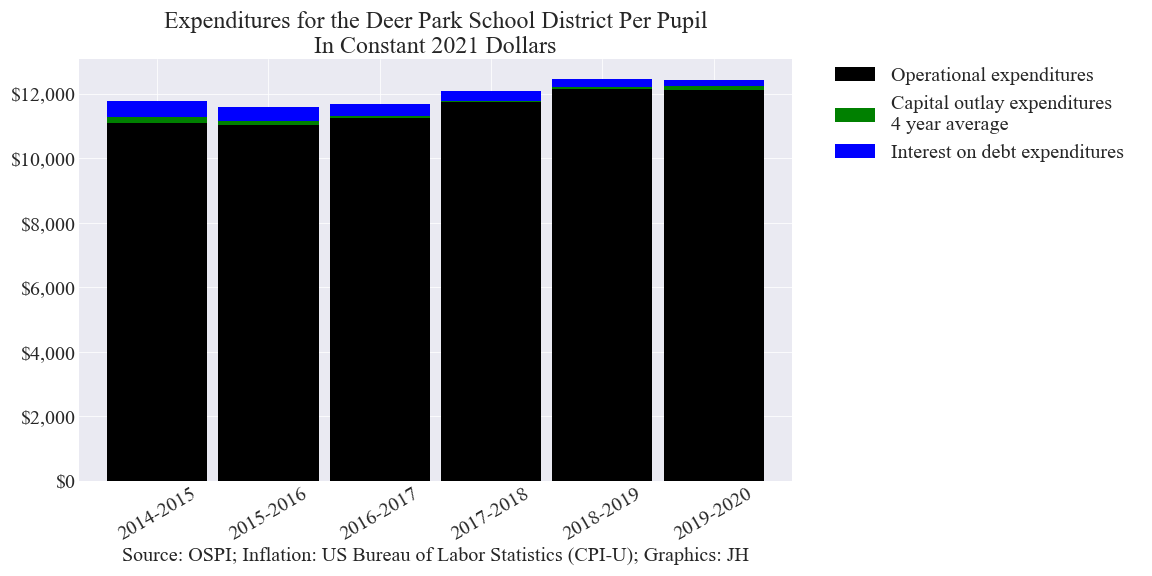 Expenditures for the Deer Park School District Per Pupil
In Constant 2021 Dollars
$12,000
$10,000
$8,000
$6,000
$4,000
$2,000
$0
2014-2015
2015-2016
2016-2017
2017-2018
2018-2019
2019-2020
Source: OSPI; Inflation: US Bureau of Labor Statistics (CPI-U); Graphics: JH
Operational expenditures
Capital outlay expenditures
4 year average
Interest on debt expenditures